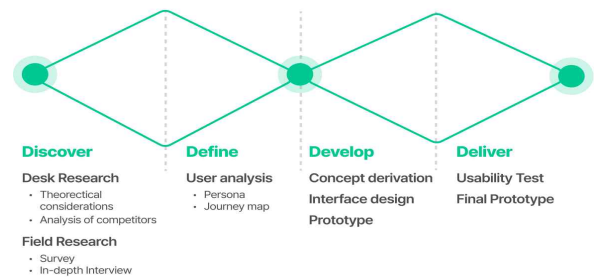 Discover
Desk Research
• Theorectical
considerations
• Analysis of competitors
Field Research
• Survey
• In-depth Interview
Define
User analysis
• Persona
• Journey map
Develop
Concept derivation
Interface design
Prototype
Deliver
Usability Test
Final Prototype